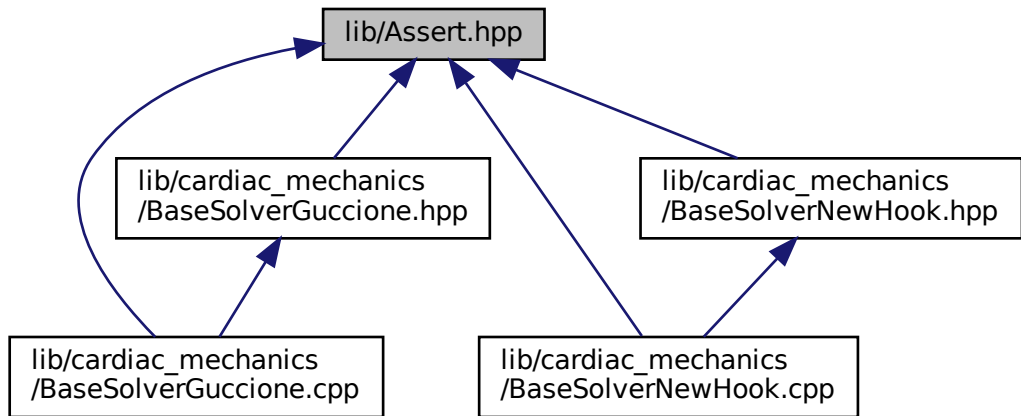 lib/Assert.hpp
lib/cardiac_mechanics
/BaseSolverGuccione.hpp
lib/cardiac_mechanics
/BaseSolverNewHook.hpp
lib/cardiac_mechanics
/BaseSolverGuccione.cpp
lib/cardiac_mechanics
/BaseSolverNewHook.cpp